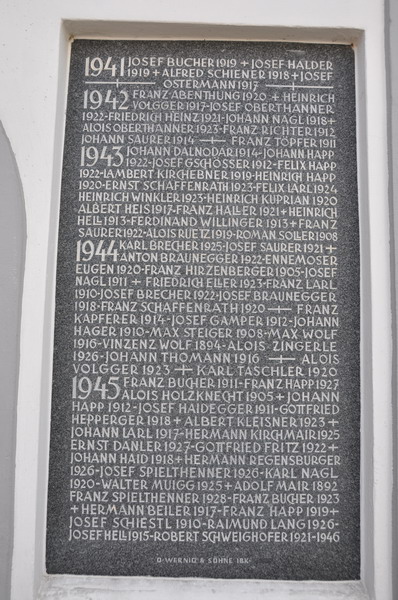 1941 JOSEF BUCHER 1919 + JOSEF HALDER
1919 + ALFRED SCHIENER 1918 + JOSEF
OSTERMANN 1917
1942 FRANZ ABENTHUNG 1920 + HEINRICH
VOLGGER 1917 · JOSEF OBERTHANNER
1922 - FRIEDRICH HEINZ 1921 - JOHANN NAGL 1918 +
ALOIS OBERTHANNER 1923 - FRANZ RICHTER 1912
JOHANN SAURER 1914 + FRANZ TÖPFER 1911
1943 JOHANN DALNODAR 1914 - JOHANN HAPP
1922 - JOSEF GSCHÖSSER 1912 - FELIX HAPP
1922 - LAMBERT KIRCHEBNER 1919 - HEINRICH HAPP
1920 - ERNST SCHAFFENRATH 1923 - FELIX LARL 1924
HEINRICH WINKLER 1923 - HEINRICH KUPRIAN 1920
ALBERT HEIS 1917 - FRANZ HALLER 1921 + HEINRICH
HELL 1913 - FERDINAND WILLINGER 1913 + FRANZ
SAURER 1922 - ALOIS RUETZ 1919 - ROMAN SOLLER 1908
1944 KARL BRECHER 1925 - JOSEF SAURER 1921 +
ANTON BRAUNEGGER 1922 - ENNEMOSER
EUGEN 1920 - FRANZ HIRZENBERGER 1905 - JOSEF
NAGL 1911 + FRIEDRICH ELLER 1923 - FRANZ LARL
1910 - JOSEF BRECHER 1922 - JOSEF BRAUNEGGER
1918 - FRANZ SCHAFFENRATH 1920 + FRANZ
KAPFERER 1914 - JOSEF GAMPER 1912 - JOHANN
HAGER 1910 - MAX STEIGER 1908 - MAX WOLF
1916 - VINZENZ WOLF 1894 - ALOIS ZINGERLE
1926 - JOHANN THOMANN 1916 + ALOIS
VOLGGER 1923 + KARL TASCHLER 1920
1945 FRANZ BUCHER 1911 - FRANZ HAPP 1927
ALOIS HOLZKNECHT 1905 + JOHANN
HAPP 1912 - JOSEF HAIDEGGER 1911 - GOTTFRIED
HEPPERGER 1918 + ALBERT KLEISNER 1923 +
JOHANN LARL 1917 - HERMANN KIRCHMAIR 1925
ERNST DANLER 1927 - GOTTFRIED FRITZ 1922 +
JOHANN HAID 1918 + HERMANN REGENSBURGER
1926 - JOSEF SPIELTHENNER 1926 - KARL NAGL
1920 - WALTER MUIGG 1925 + ADOLF MAIR 1892
FRANZ SPIELTHENNER 1928 - FRANZ BUCHER 1923
+ HERMANN BEILER 1917 - FRANZ HAPP 1919 +
JOSEF SCHIESTL 1910 - RAIMUND LANG 1926 -
JOSEF HELL 1915 - ROBERT SCHWEIGHOFER 1921 - 1946
D. WERNIG & SÖHNE IBK.